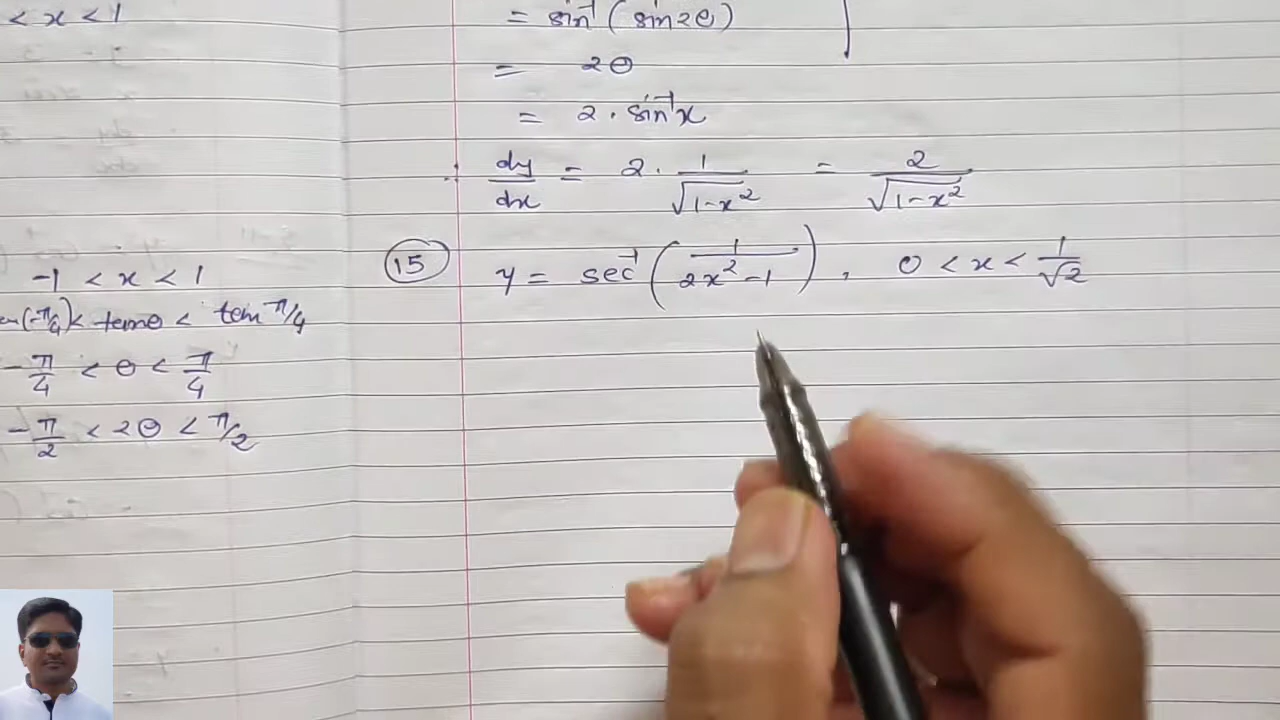 < x < 1
-1 < x < 1
(-π/4) < tanθ < tan π/4
-π/4 < θ < π/4
-π/2 < 2θ < π/2
= sin⁻¹(sin2θ)
= 2θ
= 2 · sin⁻¹x
∴ dy/dx = 2 · 1/√(1-x²) = 2/√(1-x²)
(15) y = sec⁻¹(1/(2x²-1)), 0 < x < 1/√2